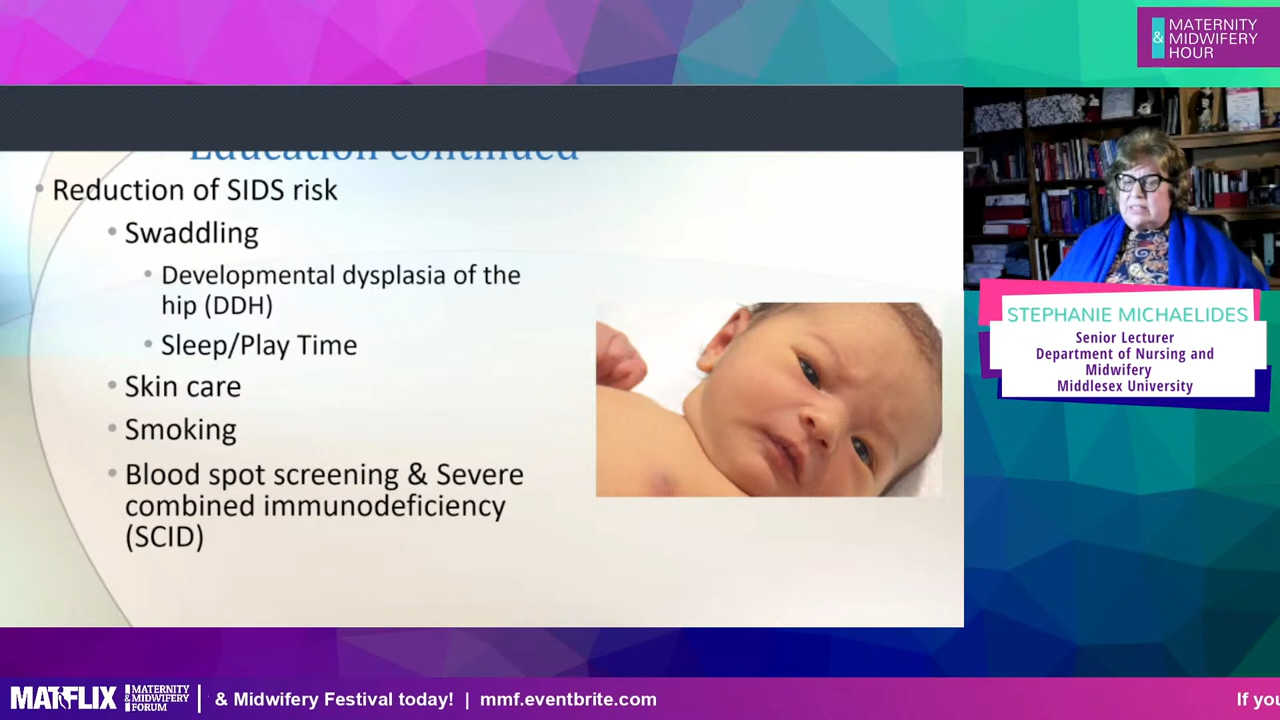 MATERNITY
& MIDWIFERY
HOUR
Education continued
• Reduction of SIDS risk
• Swaddling
• Developmental dysplasia of the
hip (DDH)
• Sleep/Play Time
• Skin care
• Smoking
• Blood spot screening & Severe
combined immunodeficiency
(SCID)
STEPHANIE MICHAELIDES
Senior Lecturer
Department of Nursing and
Midwifery
Middlesex University
MATFLIX
MATERNITY
& MIDWIFERY
FORUM
& Midwifery Festival today! | mmf.eventbrite.com
If you